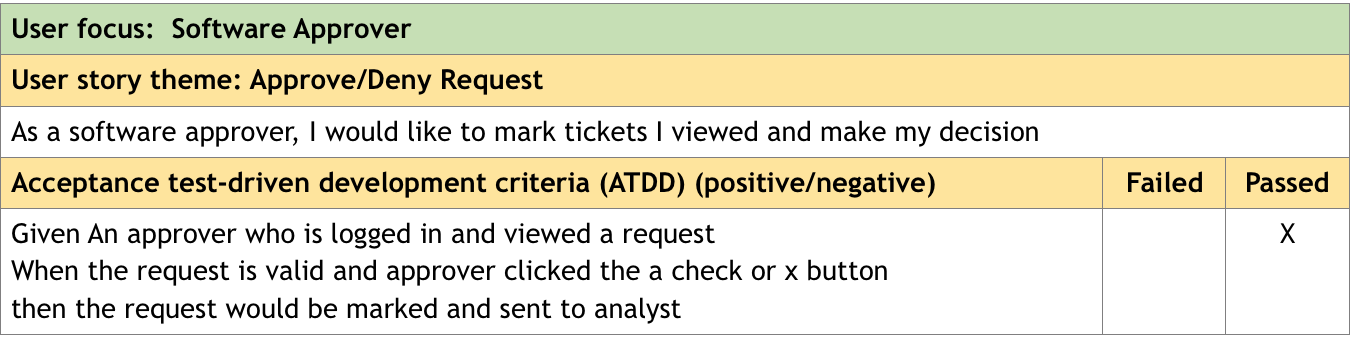 User focus:  Software Approver
User story theme: Approve/Deny Request
As a software approver, I would like to mark tickets I viewed and make my decision
Acceptance test-driven development criteria (ATDD) (positive/negative) Failed Passed
Given An approver who is logged in and viewed a request X
When the request is valid and approver clicked the a check or x button
then the request would be marked and sent to analyst